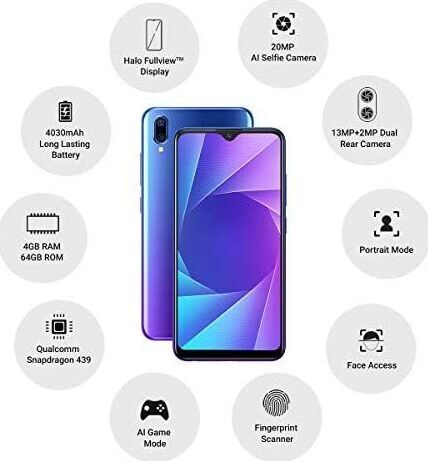 Halo Fullview™
Display
20MP
AI Selfie Camera
4030mAh
Long Lasting
Battery
13MP+2MP Dual
Rear Camera
4GB RAM
64GB ROM
Portrait Mode
Qualcomm
Snapdragon 439
Face Access
AI Game
Mode
Fingerprint
Scanner